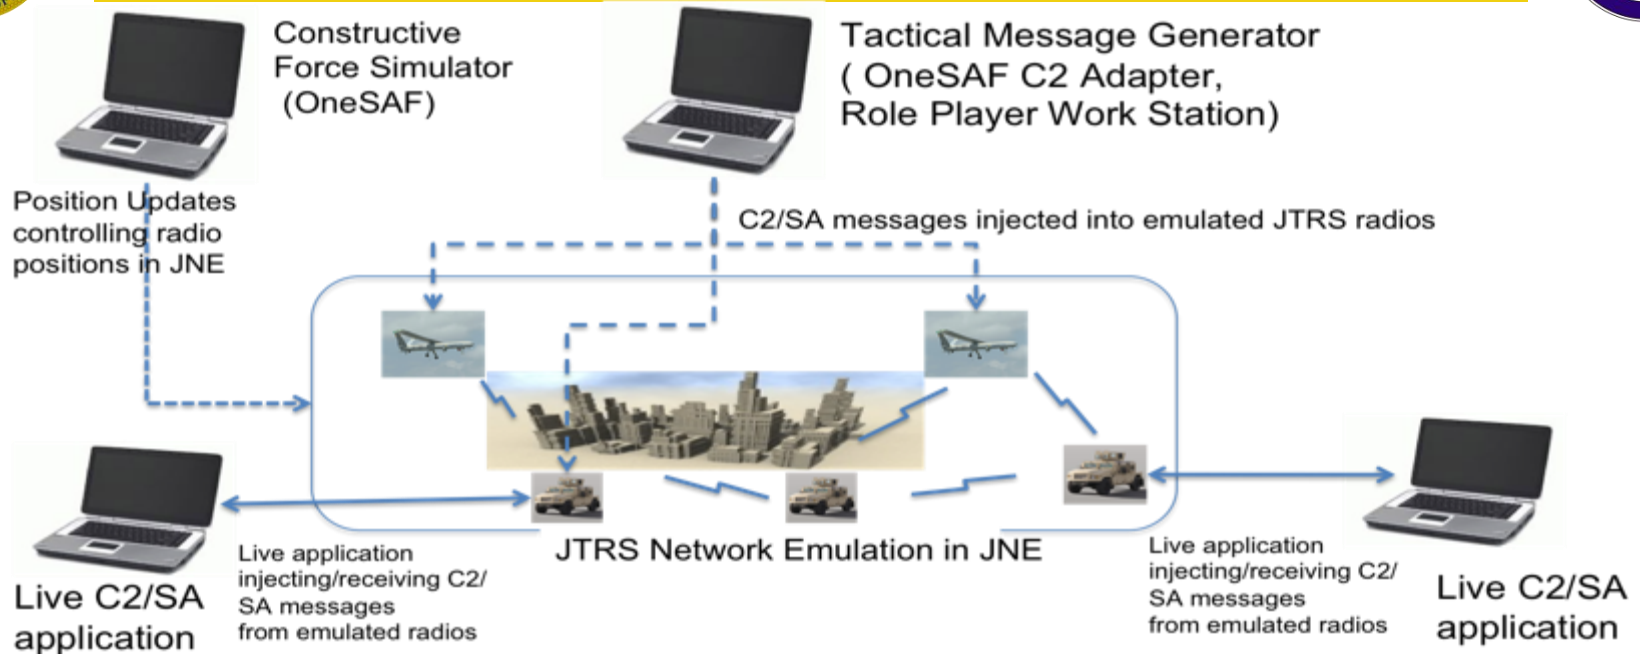 Constructive
Force Simulator
(OneSAF)
Tactical Message Generator
( OneSAF C2 Adapter,
Role Player Work Station)
Position Updates
controlling radio
positions in JNE
C2/SA messages injected into emulated JTRS radios
JTRS Network Emulation in JNE
Live C2/SA
application
Live application
injecting/receiving C2/
SA messages
from emulated radios
Live application
injecting/receiving C2/
SA messages
from emulated radios
Live C2/SA
application